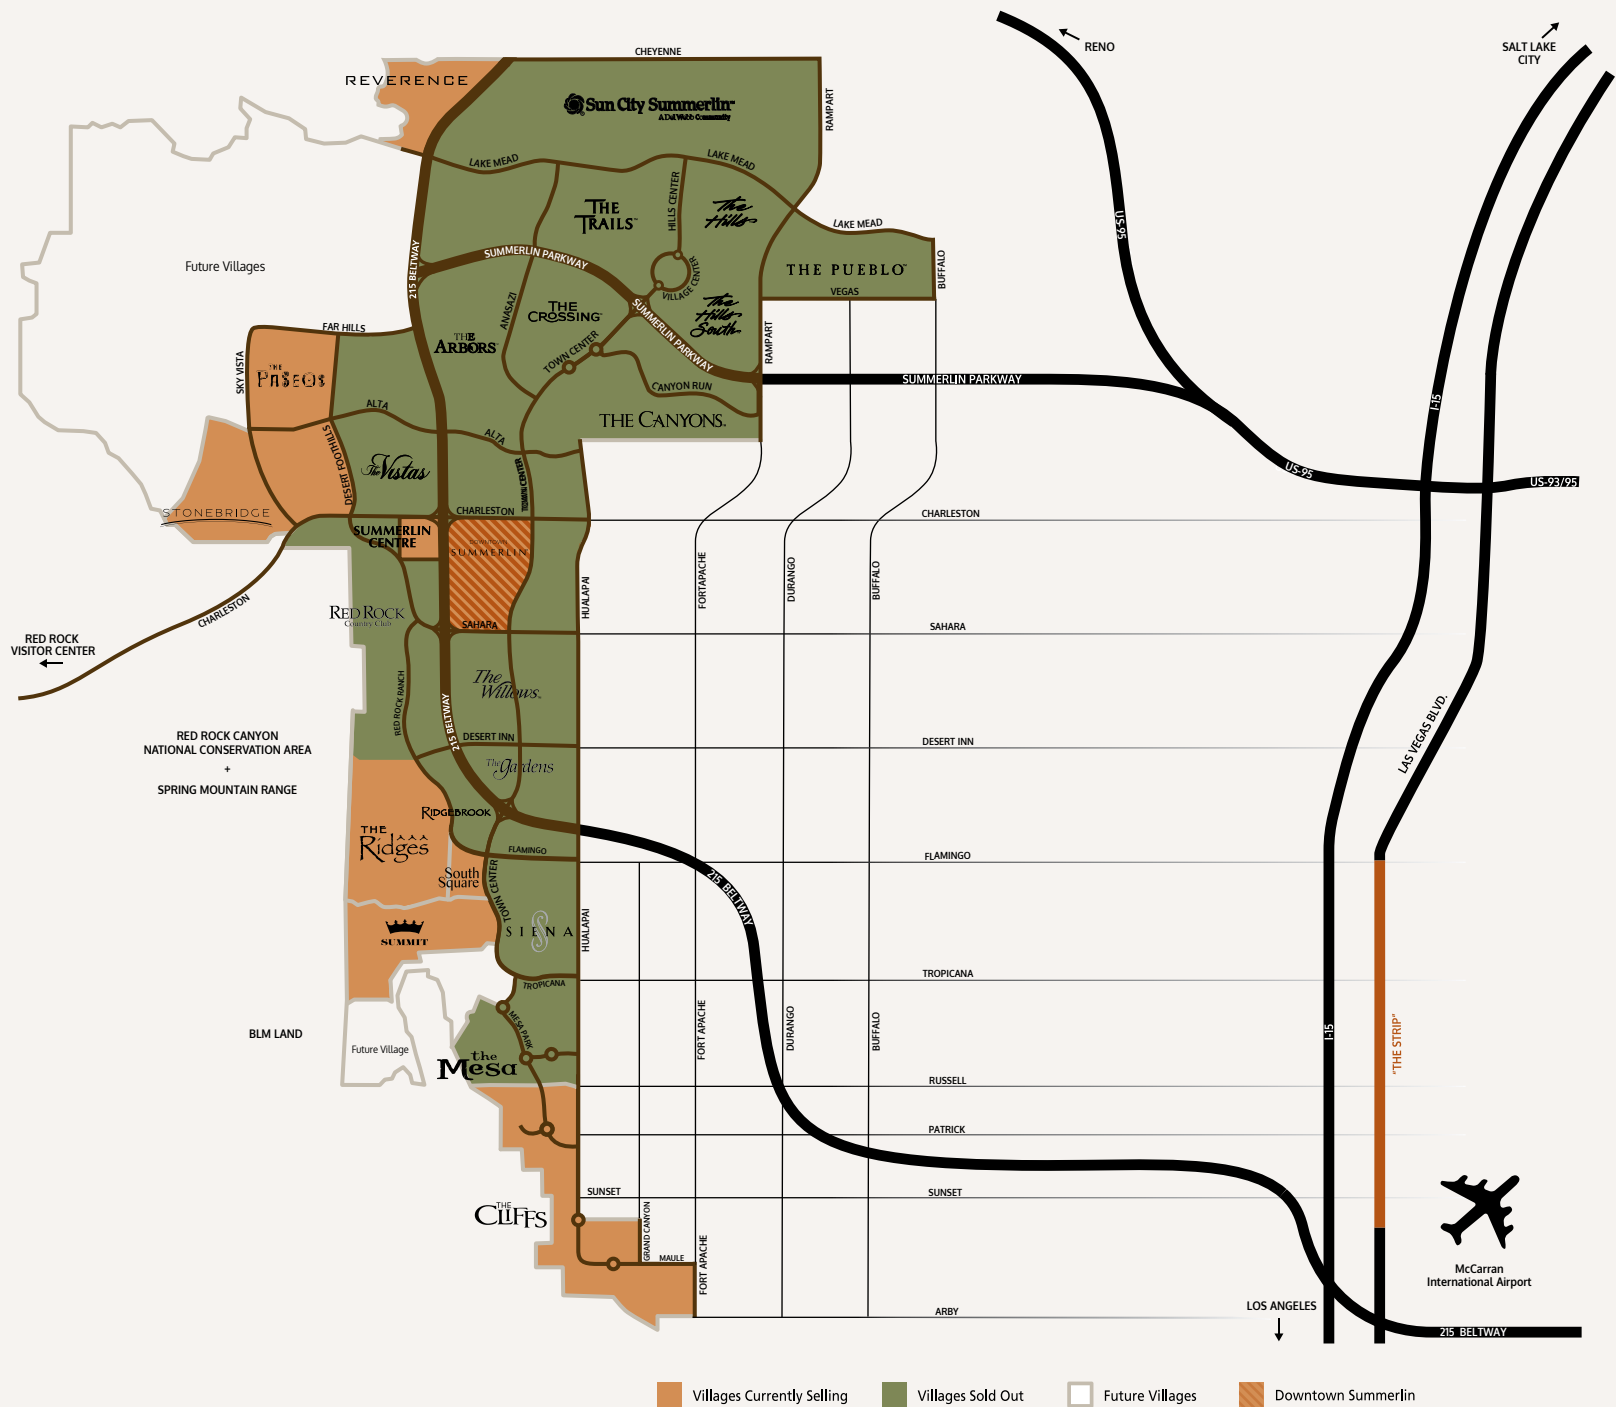 CHEYENNE
RENO
SALT LAKE
CITY
REVERENCE
Sun City Summerlin
A Del Webb Community
RAMPART
LAKE MEAD
LAKE MEAD
HILLS CENTER
THE
TRAILS
The
Hills
LAKE MEAD
US-95
215 BELTWAY
SUMMERLIN PARKWAY
Future Villages
THE PUEBLO
BUFFALO
VILLAGE CENTER
VEGAS
ANASAZI
THE
CROSSING
The
Hills
South
SUMMERLIN PARKWAY
FAR HILLS
THE
ARBORS
TOWN CENTER
RAMPART
SKY VISTA
THE
PASEOS
CANYON RUN
SUMMERLIN PARKWAY
I-15
ALTA
THE CANYONS
ALTA
DESERT FOOTHILLS
The Vistas
TOWN CENTER
US-95
US-93/95
STONEBRIDGE
CHARLESTON
CHARLESTON
SUMMERLIN
CENTRE
DOWNTOWN
SUMMERLIN
HUALAPAI
FORTAPACHE
DURANGO
BUFFALO
CHARLESTON
RED ROCK
Country Club
SAHARA
SAHARA
RED ROCK
VISITOR CENTER
The
Willows
RED ROCK RANCH
215 BELTWAY
LAS VEGAS BLVD.
RED ROCK CANYON
NATIONAL CONSERVATION AREA
+
SPRING MOUNTAIN RANGE
DESERT INN
DESERT INN
The Gardens
RIDGEBROOK
THE
Ridges
FLAMINGO
FLAMINGO
South
Square
TOWN CENTER
215 BELTWAY
SUMMIT
SIENA
HUALAPAI
TROPICANA
TROPICANA
MESA PARK
FORT APACHE
DURANGO
BUFFALO
I-15
"THE STRIP"
BLM LAND
Future Village
the
Mesa
RUSSELL
PATRICK
SUNSET
SUNSET
THE
CLIFFS
GRAND CANYON
MAULE
FORT APACHE
McCarran
International Airport
ARBY
LOS ANGELES
215 BELTWAY
Villages Currently Selling
Villages Sold Out
Future Villages
Downtown Summerlin